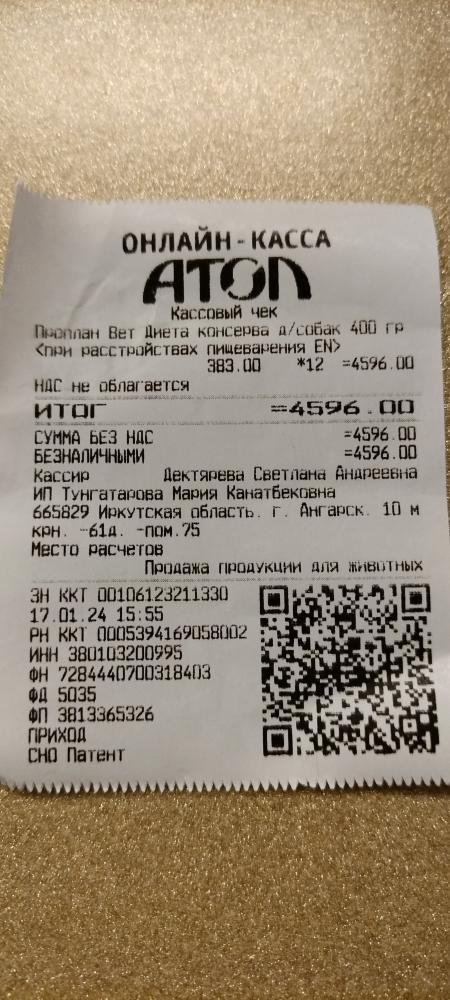 ОНЛАЙН-КАССА
АТОЛ
Кассовый чек
Проплан Вет Диета консерва д/собак 400 гр
<при расстройствах пищеварения EN>
383.00 *12 =4596.00
НДС не облагается
ИТОГ =4596.00
СУММА БЕЗ НДС =4596.00
БЕЗНАЛИЧНЫМИ =4596.00
Кассир Дектярева Светлана Андреевна
ИП Тунгатарова Мария Канатбековна
665829 Иркутская область. г. Ангарск. 10 м
крн. -61д. -пом.75
Место расчетов
Продажа продукции для животных
ЗН ККТ 00106123211330
17.01.24 15:55
РН ККТ 0005394169058002
ИНН 380103200995
ФН 7284440700318403
ФД 5035
ФП 3813365326
ПРИХОД
СНО Патент